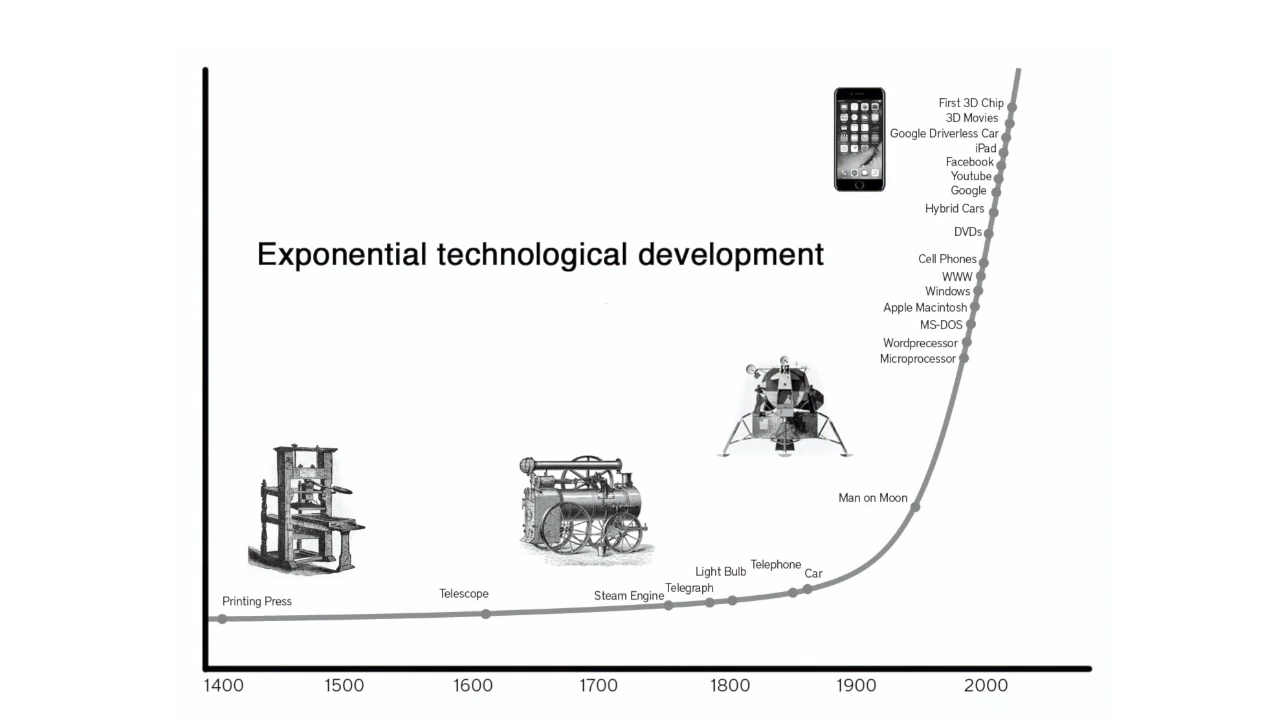 First 3D Chip
3D Movies
Google Driverless Car
iPad
Facebook
Youtube
Google
Hybrid Cars
DVDs
Exponential technological development
Cell Phones
WWW
Windows
Apple Macintosh
MS-DOS
Wordprecessor
Microprocessor
Man on Moon
Telephone
Light Bulb
Car
Telegraph
Steam Engine
Telescope
Printing Press
1400 1500 1600 1700 1800 1900 2000